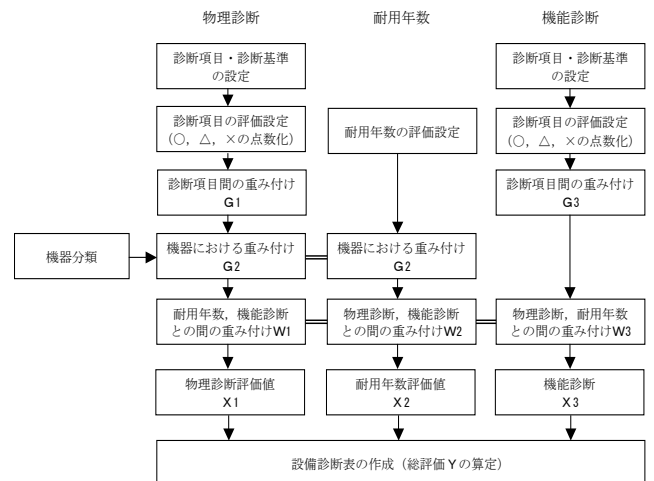 物理診断
耐用年数
機能診断
診断項目・診断基準
の設定
診断項目・診断基準
の設定
診断項目の評価設定
(○，△，×の点数化)
耐用年数の評価設定
診断項目の評価設定
(○，△，×の点数化)
診断項目間の重み付け
G1
診断項目間の重み付け
G3
機器分類
機器における重み付け
G2
機器における重み付け
G2
耐用年数，機能診断
との間の重み付けW1
物理診断，機能診断
との間の重み付けW2
物理診断，耐用年数
との間の重み付けW3
物理診断評価値
X1
耐用年数評価値
X2
機能診断
X3
設備診断表の作成（総評価Yの算定）